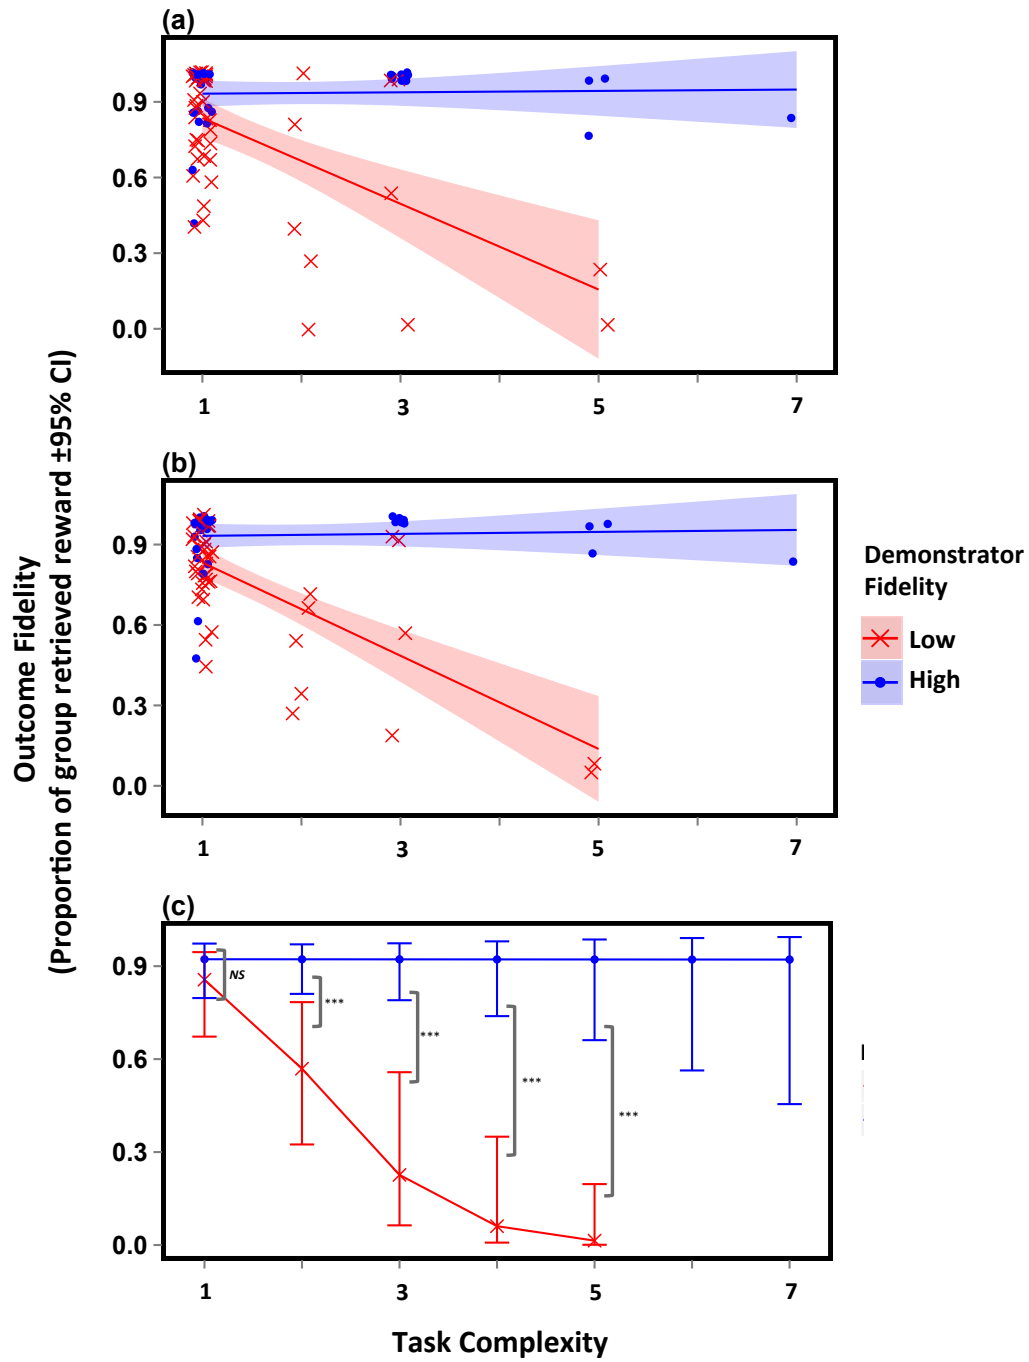 (a)
0.9
0.6
0.3
0.0
1
3
5
7
(b)
0.9
0.6
0.3
0.0
1
3
5
7
(c)
0.9
0.6
0.3
0.0
NS
***
***
***
***
1
3
5
7
Task Complexity
Outcome Fidelity
(Proportion of group retrieved reward ±95% CI)
Demonstrator
Fidelity
Low
High